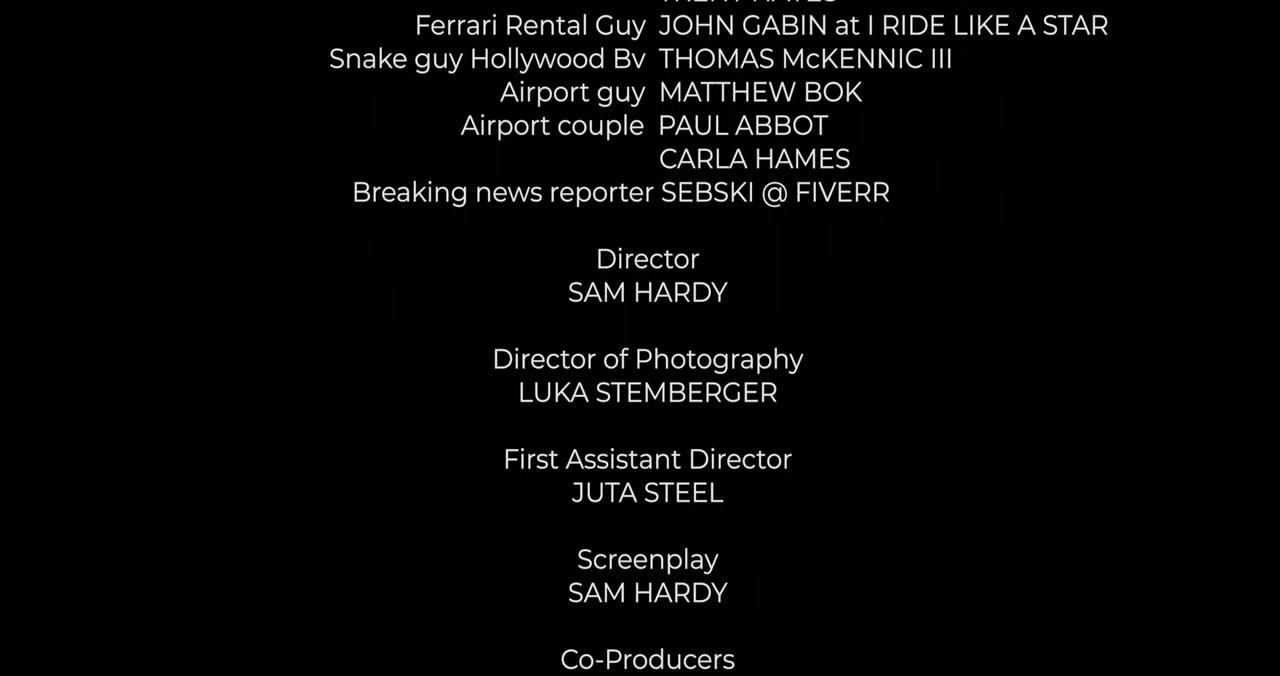 Ferrari Rental Guy JOHN GABIN at I RIDE LIKE A STAR
Snake guy Hollywood Bv THOMAS McKENNIC III
Airport guy MATTHEW BOK
Airport couple PAUL ABBOT
CARLA HAMES
Breaking news reporter SEBSKI @ FIVERR
Director
SAM HARDY
Director of Photography
LUKA STEMBERGER
First Assistant Director
JUTA STEEL
Screenplay
SAM HARDY
Co-Producers